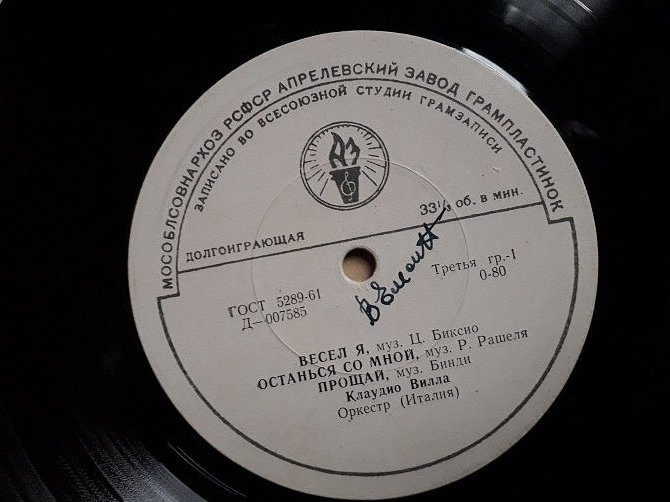 МОСОБЛСОВНАРХОЗ РСФСР АПРЕЛЕВСКИЙ ЗАВОД ГРАМПЛАСТИНОК
ЗАПИСАНО ВО ВСЕСОЮЗНОЙ СТУДИИ ГРАМЗАПИСИ
АЗ
ДОЛГОИГРАЮЩАЯ
33⅓ об. в мин.
ГОСТ 5289-61
Д—007585
Третья гр.-1
0-80
ВЕСЕЛ Я, муз. Ц. Биксио
ОСТАНЬСЯ СО МНОЙ, муз. Р. Рашеля
ПРОЩАЙ, муз. Бинди
Клаудио Вилла
Оркестр (Италия)